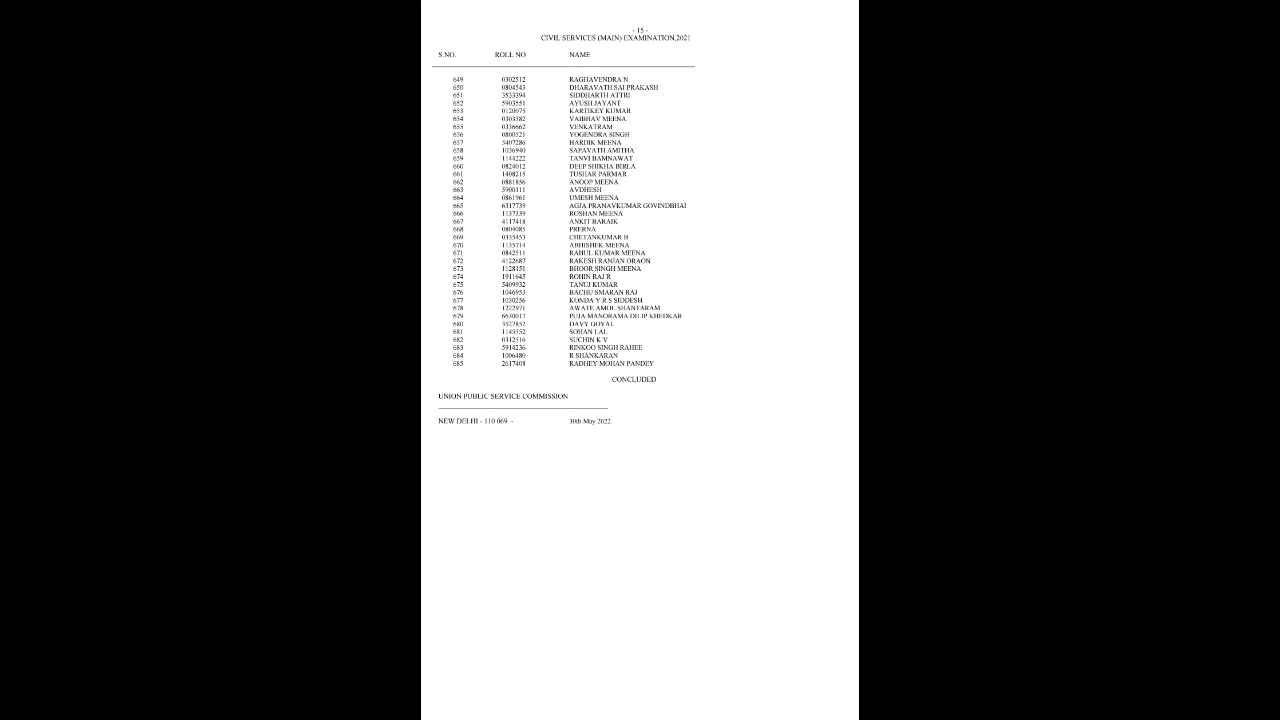 - 15 -
CIVIL SERVICES (MAIN) EXAMINATION,2021
S.NO. ROLL NO NAME
649 0302512 RAGHAVENDRA N
650 0804543 DHARAVATH SAI PRAKASH
651 3533394 SIDDHARTH ATTRI
652 5903551 AYUSH JAYANT
653 0120075 KARTIKEY KUMAR
654 0303382 VAIBHAV MEENA
655 0336662 VENKATRAM
656 0800521 YOGENDRA SINGH
657 5407286 HARDIK MEENA
658 1036940 SAPAVATH AMITHA
659 1144222 TANVI BAMNAWAT
660 0824012 DEEP SHIKHA BIRLA
661 1408215 TUSHAR PARMAR
662 0881856 ANOOP MEENA
663 5900111 AVDHESH
664 0861961 UMESH MEENA
665 6317739 AGJA PRANAVKUMAR GOVINDBHAI
666 1137339 ROSHAN MEENA
667 4117418 ANKIT BARAIK
668 0804085 PRERNA
669 0335453 CHETANKUMAR B
670 1135714 ABHISHEK MEENA
671 0842511 RAHUL KUMAR MEENA
672 4122687 RAKESH RANJAN ORAON
673 1128151 BHOOR SINGH MEENA
674 1911645 ROHIN RAJ R
675 5409932 TANUJ KUMAR
676 1046953 BACHU SMARAN RAJ
677 1030256 KONDA Y R S SIDDESH
678 1222971 AWATE AMOL SHANTARAM
679 6630017 PUJA MANORAMA DILIP KHEDKAR
680 3527852 DAVY GOYAL
681 1145552 SOHAN LAL
682 0312516 SUCHIN K V
683 5914236 RINKOO SINGH RAHEE
684 1006480 R SHANKARAN
685 2617408 RADHEY MOHAN PANDEY
CONCLUDED
UNION PUBLIC SERVICE COMMISSION
NEW DELHI - 110 069 - 30th May 2022.